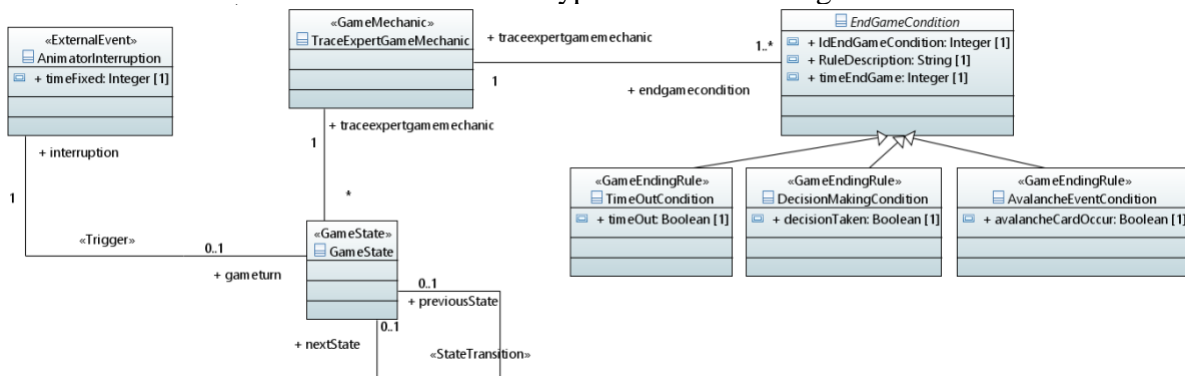 «ExternalEvent»
AnimatorInterruption
+ timeFixed: Integer [1]
«GameMechanic»
TraceExpertGameMechanic
+ traceexpertgamemechanic
1
1..*
+ endgamecondition
EndGameCondition
+ IdEndGameCondition: Integer [1]
+ RuleDescription: String [1]
+ timeEndGame: Integer [1]
+ traceexpertgamemechanic
1
*
+ interruption
1
«Trigger»
0..1
+ gameturn
«GameState»
GameState
0..1
+ previousState
0..1
+ nextState
«StateTransition»
«GameEndingRule»
TimeOutCondition
+ timeOut: Boolean [1]
«GameEndingRule»
DecisionMakingCondition
+ decisionTaken: Boolean [1]
«GameEndingRule»
AvalancheEventCondition
+ avalancheCardOccur: Boolean [1]